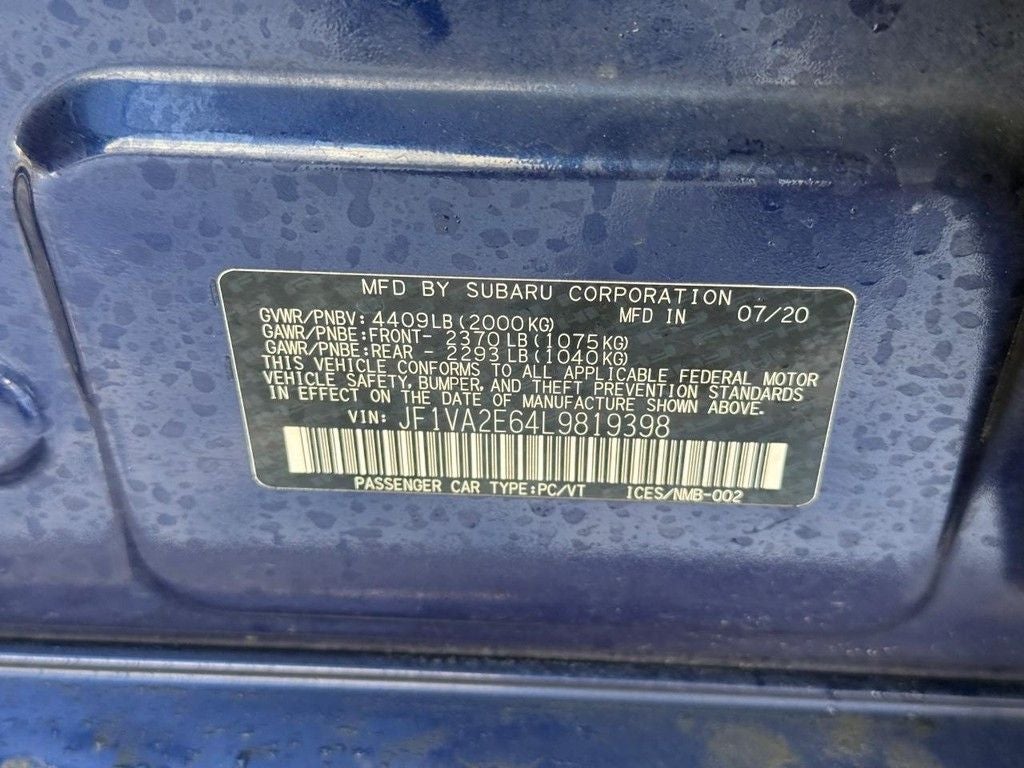 MFD BY SUBARU CORPORATION
GVWR/PNBV: 4409LB(2000KG) MFD IN 07/20
GAWR/PNBE:FRONT- 2370LB(1075KG)
GAWR/PNBE:REAR - 2293LB(1040KG)
THIS VEHICLE CONFORMS TO ALL APPLICABLE FEDERAL MOTOR
VEHICLE SAFETY, BUMPER, AND THEFT PREVENTION STANDARDS
IN EFFECT ON THE DATE OF MANUFACTURE SHOWN ABOVE.
VIN: JF1VA2E64L9819398
PASSENGER CAR TYPE:PC/VT ICES/NMB-002